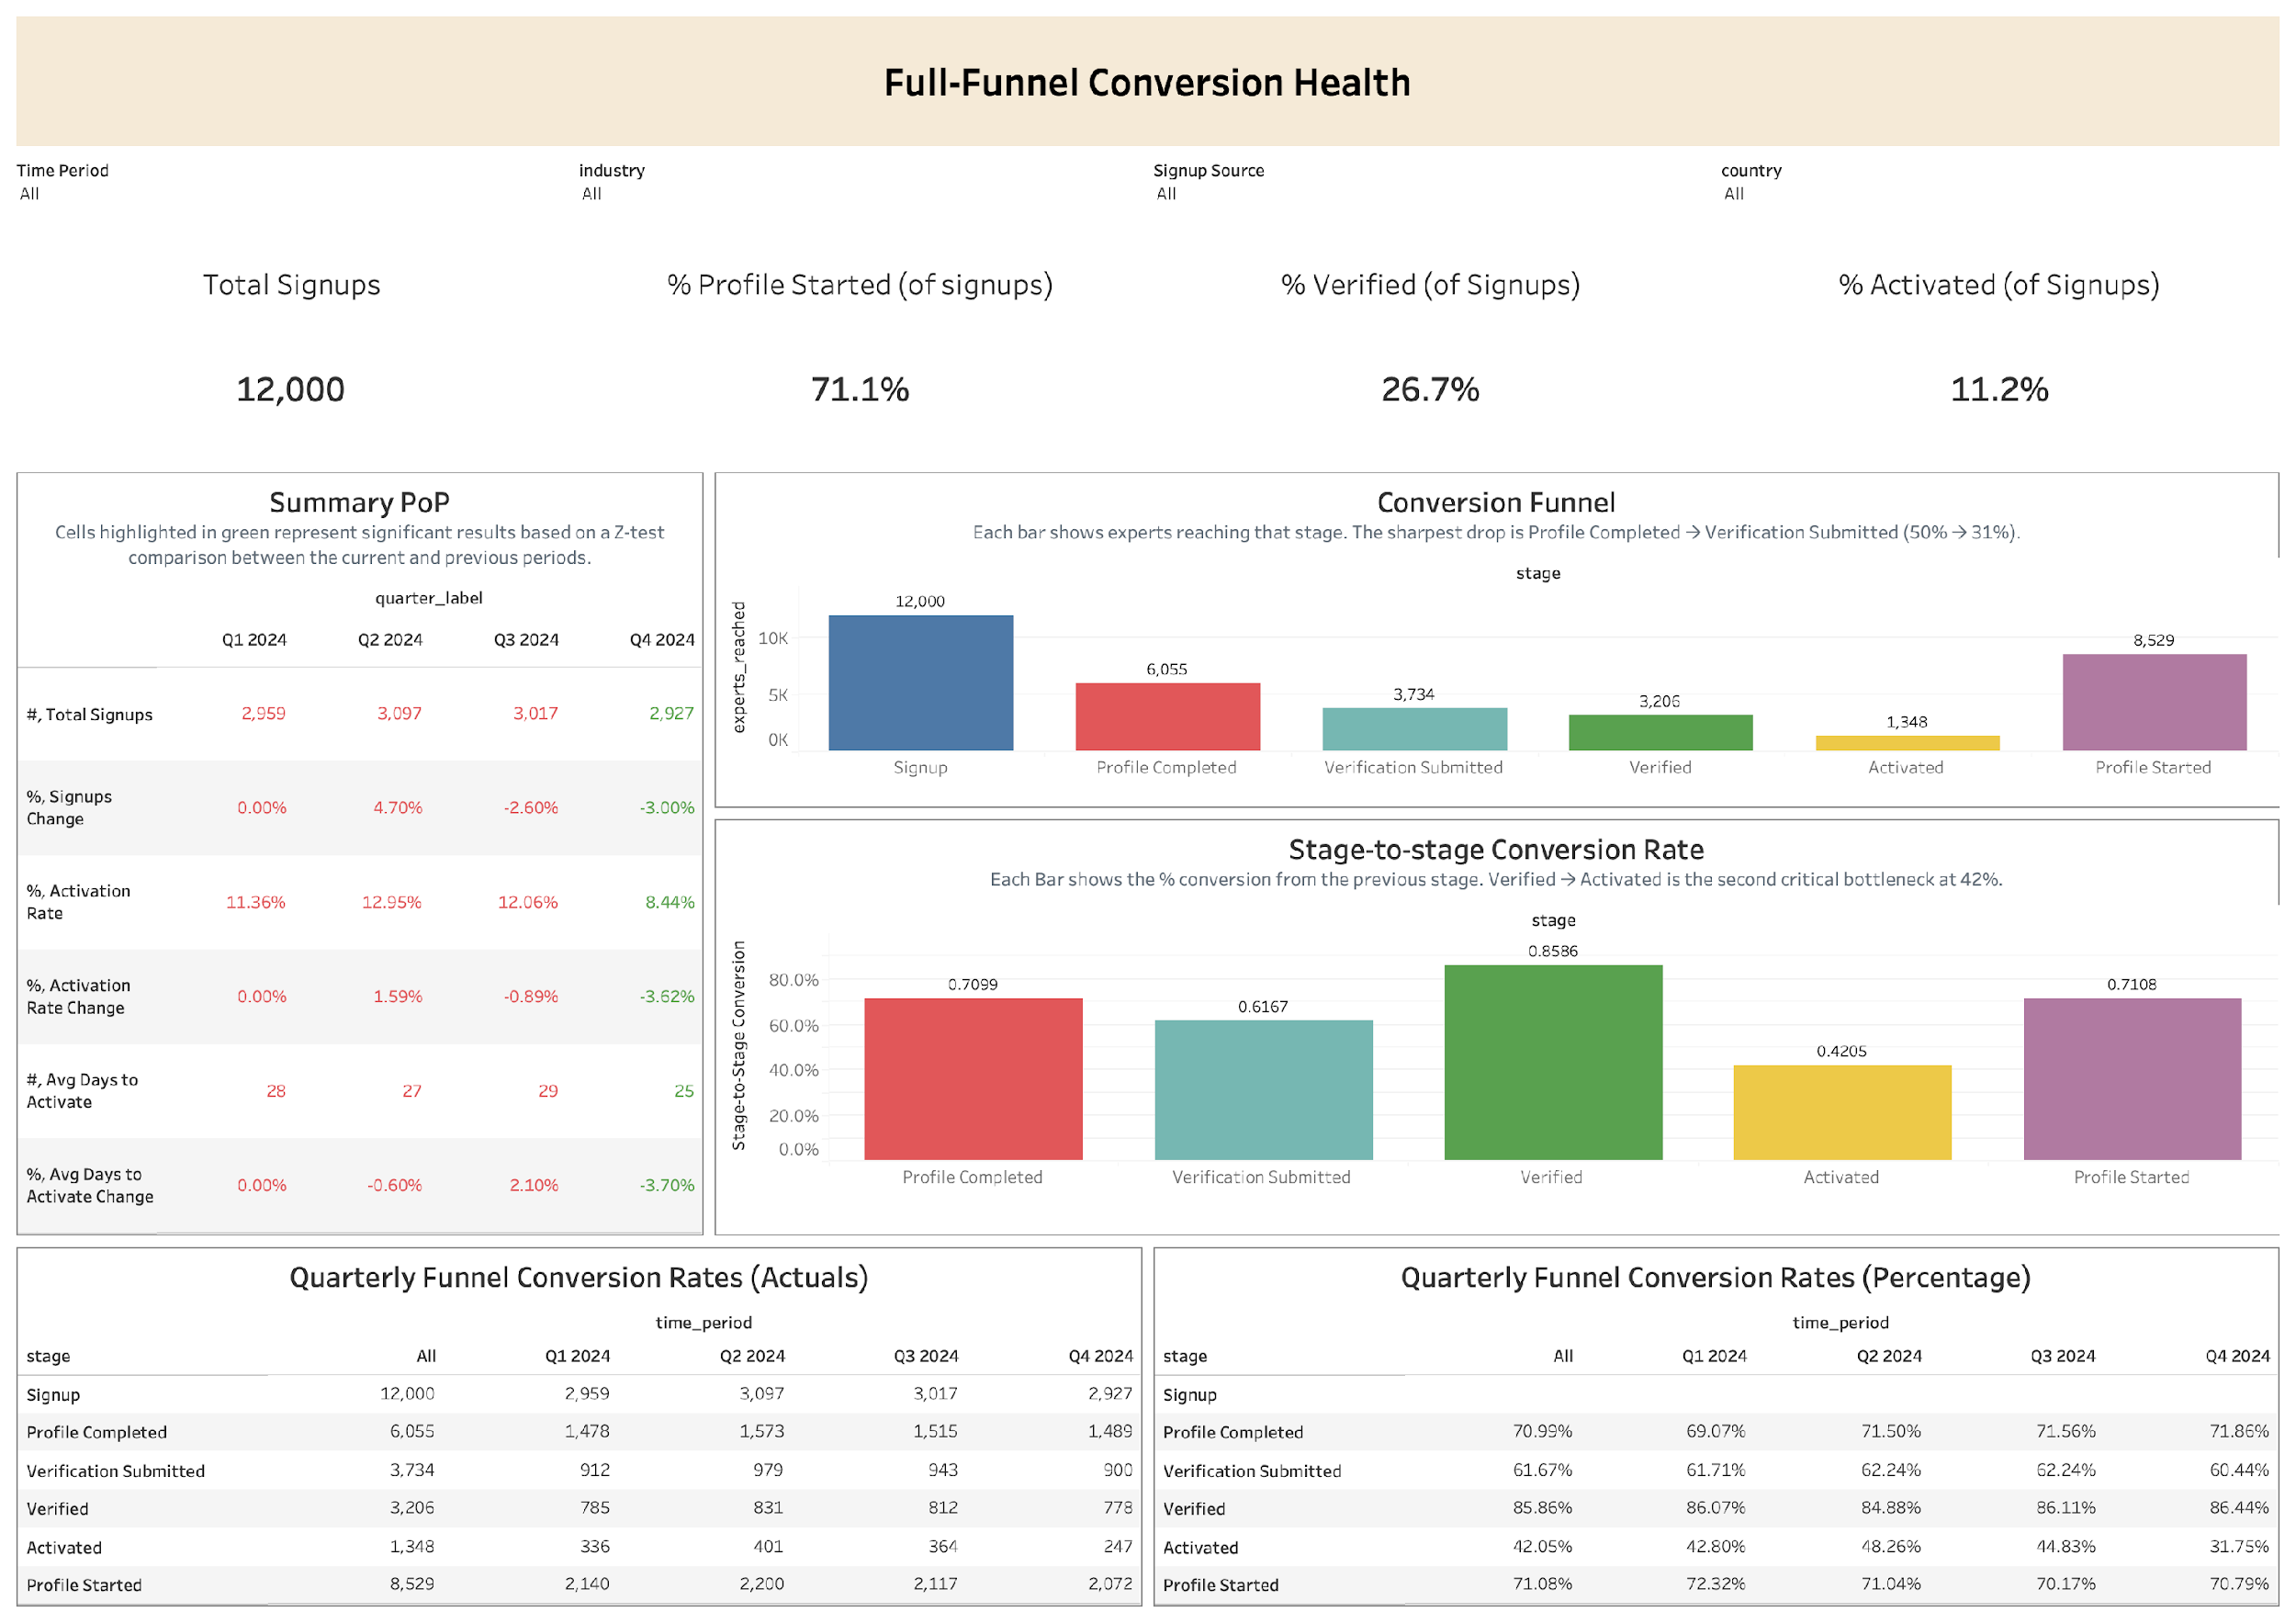 Full-Funnel Conversion Health
Time Period
All
industry
All
Signup Source
All
country
All
Total Signups
12,000
% Profile Started (of signups)
71.1%
% Verified (of Signups)
26.7%
% Activated (of Signups)
11.2%
Summary PoP
Cells highlighted in green represent significant results based on a Z-test
comparison between the current and previous periods.
quarter_label
Q1 2024 Q2 2024 Q3 2024 Q4 2024
#, Total Signups 2,959 3,097 3,017 2,927
%, Signups
Change 0.00% 4.70% -2.60% -3.00%
%, Activation
Rate 11.36% 12.95% 12.06% 8.44%
%, Activation
Rate Change 0.00% 1.59% -0.89% -3.62%
#, Avg Days to
Activate 28 27 29 25
%, Avg Days to
Activate Change 0.00% -0.60% 2.10% -3.70%
Conversion Funnel
Each bar shows experts reaching that stage. The sharpest drop is Profile Completed → Verification Submitted (50% → 31%).
stage
experts_reached
10K
5K
0K
12,000
6,055
3,734
3,206
1,348
8,529
Signup Profile Completed Verification Submitted Verified Activated Profile Started
Stage-to-stage Conversion Rate
Each Bar shows the % conversion from the previous stage. Verified → Activated is the second critical bottleneck at 42%.
stage
Stage-to-Stage Conversion
80.0%
60.0%
40.0%
20.0%
0.0%
0.7099
0.6167
0.8586
0.4205
0.7108
Profile Completed Verification Submitted Verified Activated Profile Started
Quarterly Funnel Conversion Rates (Actuals)
time_period
stage All Q1 2024 Q2 2024 Q3 2024 Q4 2024
Signup 12,000 2,959 3,097 3,017 2,927
Profile Completed 6,055 1,478 1,573 1,515 1,489
Verification Submitted 3,734 912 979 943 900
Verified 3,206 785 831 812 778
Activated 1,348 336 401 364 247
Profile Started 8,529 2,140 2,200 2,117 2,072
Quarterly Funnel Conversion Rates (Percentage)
time_period
stage All Q1 2024 Q2 2024 Q3 2024 Q4 2024
Signup
Profile Completed 70.99% 69.07% 71.50% 71.56% 71.86%
Verification Submitted 61.67% 61.71% 62.24% 62.24% 60.44%
Verified 85.86% 86.07% 84.88% 86.11% 86.44%
Activated 42.05% 42.80% 48.26% 44.83% 31.75%
Profile Started 71.08% 72.32% 71.04% 70.17% 70.79%